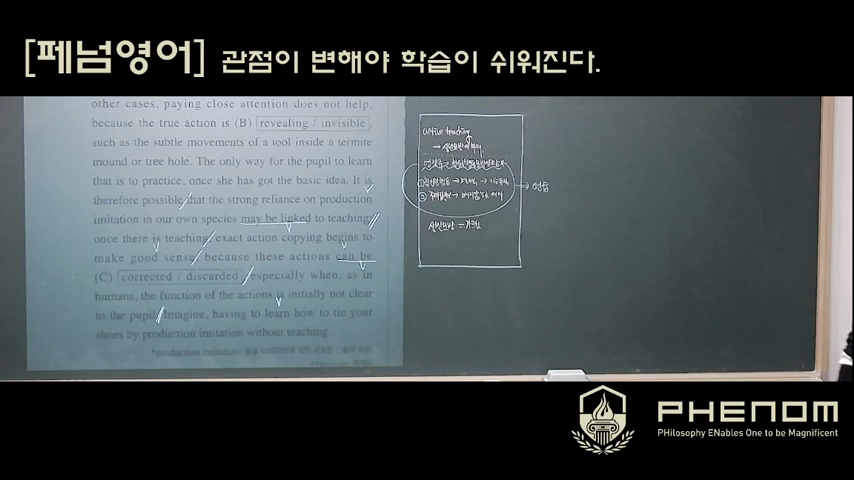 [페넘영어] 관점이 변해야 학습이 쉬워진다.
other cases, paying close attention does not help,
because the true action is (B) revealing / invisible,
such as the subtle movements of a tool inside a termite
mound or tree hole. The only way for the pupil to learn
that is to practice, once she has got the basic idea. It is
therefore possible that the strong reliance on production
imitation in our own species may be linked to teaching;
once there is teaching, exact action copying begins to
make good sense, because these actions can be
(C) corrected / discarded, especially when, as in
humans, the function of the actions is initially not clear
to the pupil. Imagine, having to learn how to tie your
shoes by production imitation without teaching.
*production imitation:
active teaching
→ 연습
PHENOM
PHilosophy ENables One to be Magnificent